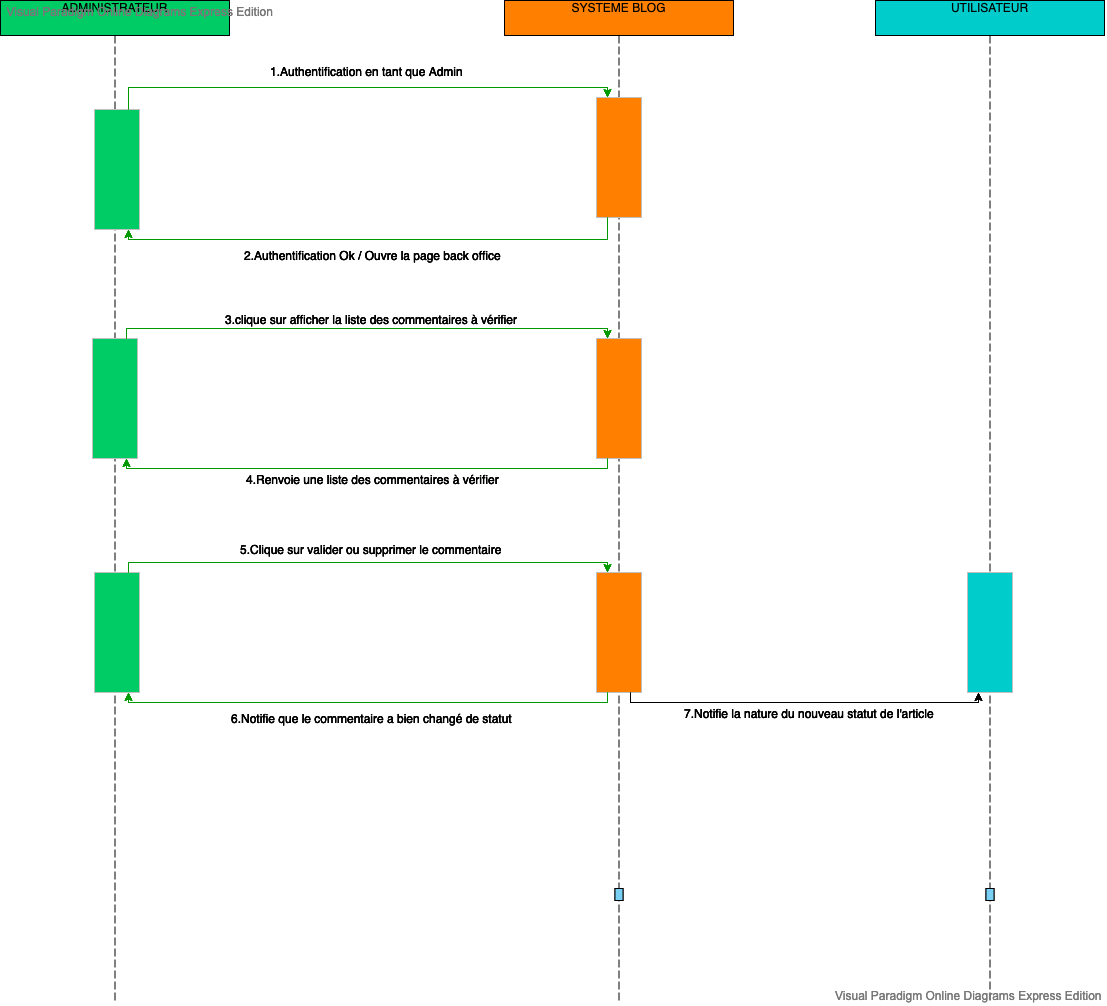 ADMINISTRATEUR
Visual Paradigm Online Diagrams Express Edition
SYSTEME BLOG
UTILISATEUR
1.Authentification en tant que Admin
2.Authentification Ok / Ouvre la page back office
3.clique sur afficher la liste des commentaires à vérifier
4.Renvoie une liste des commentaires à vérifier
5.Clique sur valider ou supprimer le commentaire
6.Notifie que le commentaire a bien changé de statut
7.Notifie la nature du nouveau statut de l'article
Visual Paradigm Online Diagrams Express Edition